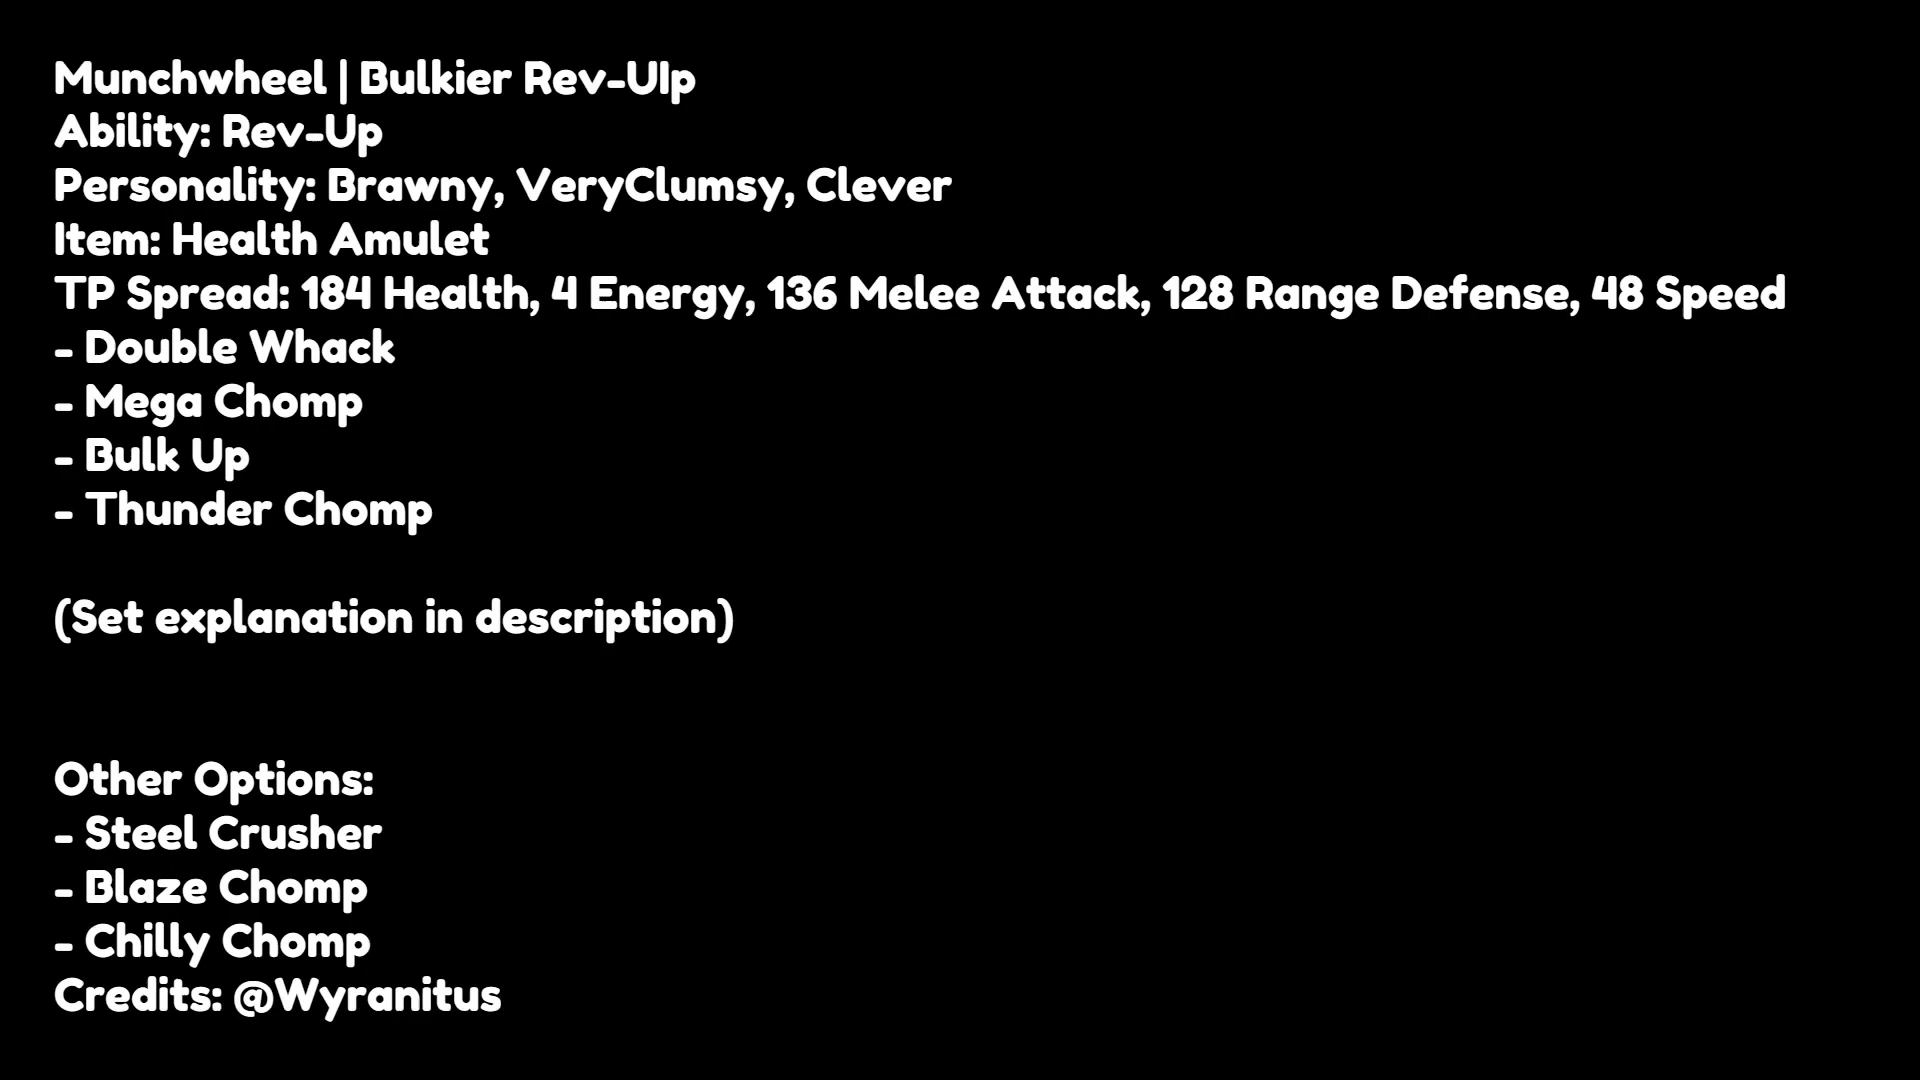 Munchwheel | Bulkier Rev-UIp
Ability: Rev-Up
Personality: Brawny, VeryClumsy, Clever
Item: Health Amulet
TP Spread: 184 Health, 4 Energy, 136 Melee Attack, 128 Range Defense, 48 Speed
- Double Whack
- Mega Chomp
- Bulk Up
- Thunder Chomp
(Set explanation in description)
Other Options:
- Steel Crusher
- Blaze Chomp
- Chilly Chomp
Credits: @Wyranitus